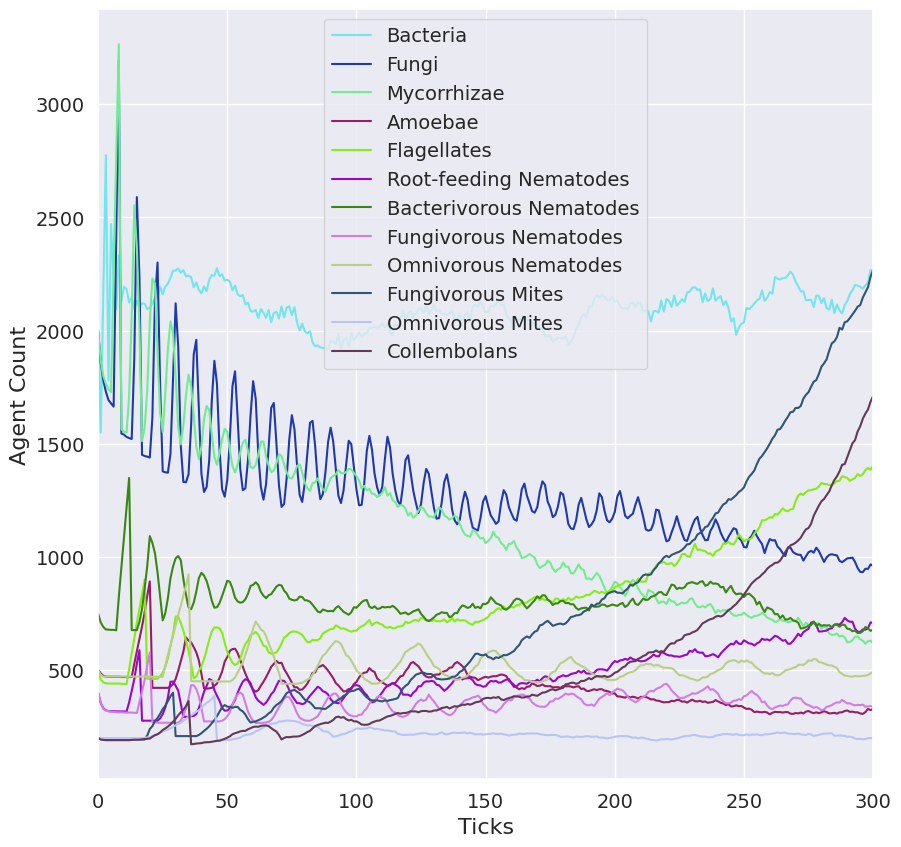 3000
2500
2000
1500
1000
500
Agent Count
Bacteria
Fungi
Mycorrhizae
Amoebae
Flagellates
Root-feeding Nematodes
Bacterivorous Nematodes
Fungivorous Nematodes
Omnivorous Nematodes
Fungivorous Mites
Omnivorous Mites
Collembolans
0 50 100 150 200 250 300
Ticks